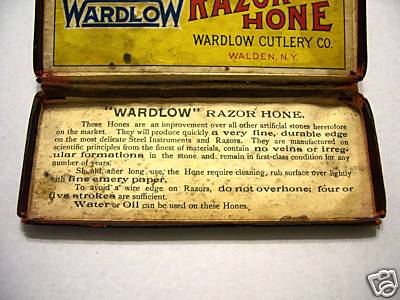 WARDLOW
RAZOR
HONE
WARDLOW CUTLERY CO.
WALDEN, N.Y.
"WARDLOW" RAZOR HONE.
These Hones are an improvement over all other artificial stones heretofore
on the market. They will produce quickly a very fine, durable edge
on the most delicate Steel Instruments and Razors. They are manufactured on
scientific principles from the finest of materials, contain no veins or irreg-
ular formations in the stone and remain in first-class condition for any
number of years.
Should, after long use, the Hone require cleaning, rub surface over lightly
with fine emery paper.
To avoid a wire edge on Razors, do not overhone; four or
five strokes are sufficient.
Water or Oil can be used on these Hones.